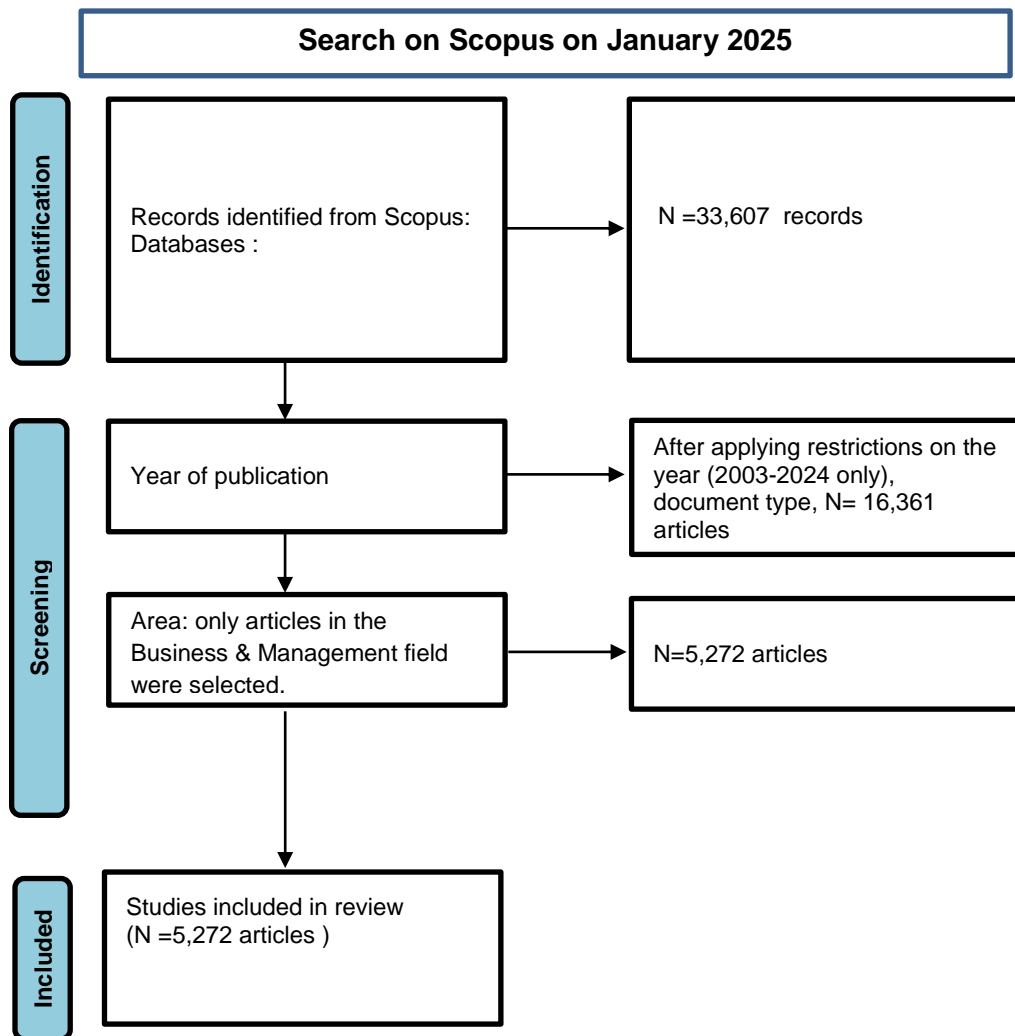 Search on Scopus on January 2025
Identification
Records identified from Scopus:
Databases :
N =33,607 records
Screening
Year of publication
After applying restrictions on the
year (2003-2024 only),
document type, N= 16,361
articles
Area: only articles in the
Business & Management field
were selected.
N=5,272 articles
Included
Studies included in review
(N =5,272 articles )